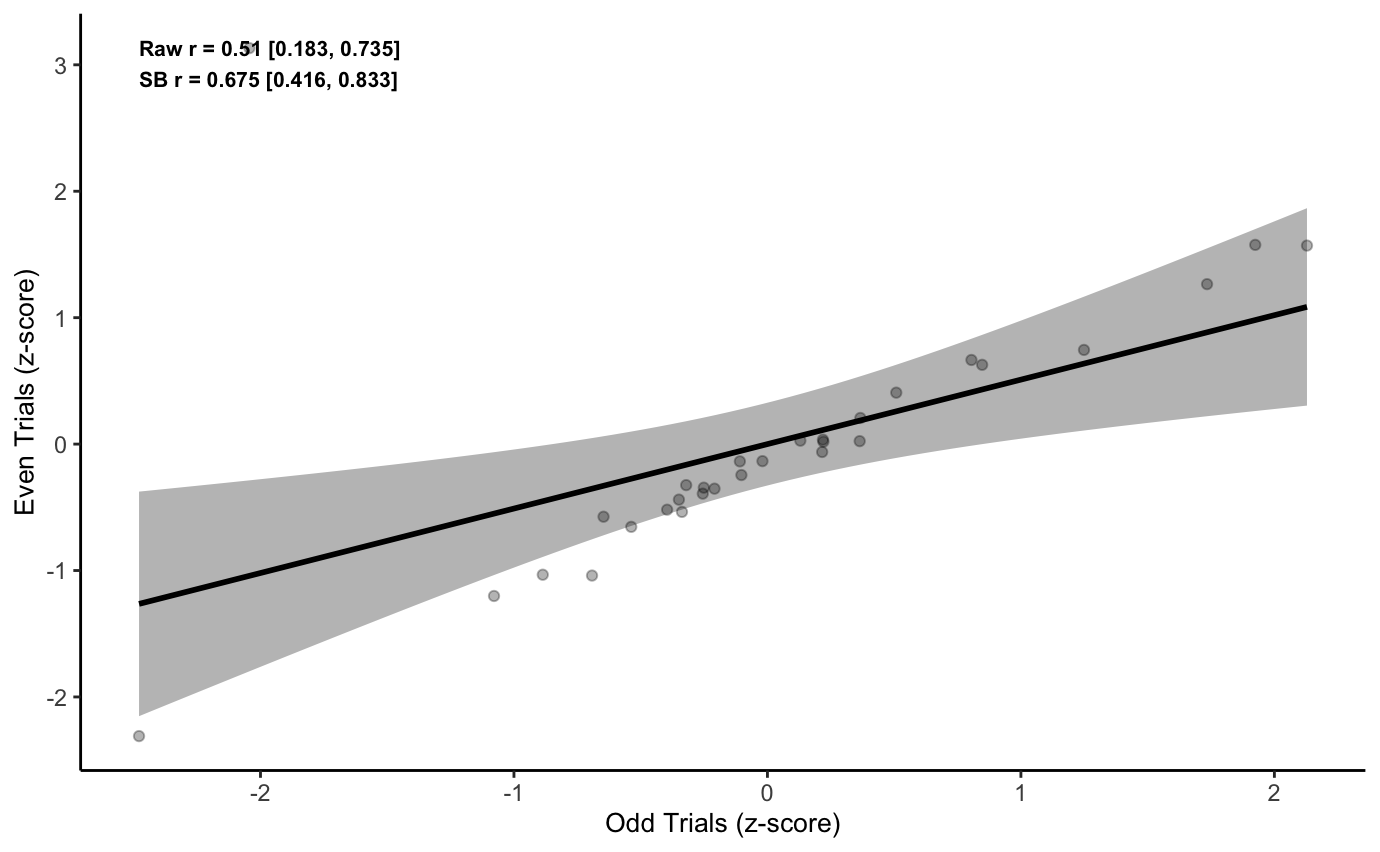 Raw r = 0.51 [0.183, 0.735]
SB r = 0.675 [0.416, 0.833]
3
2
1
0
-1
-2
Even Trials (z-score)
-2
-1
0
1
2
Odd Trials (z-score)